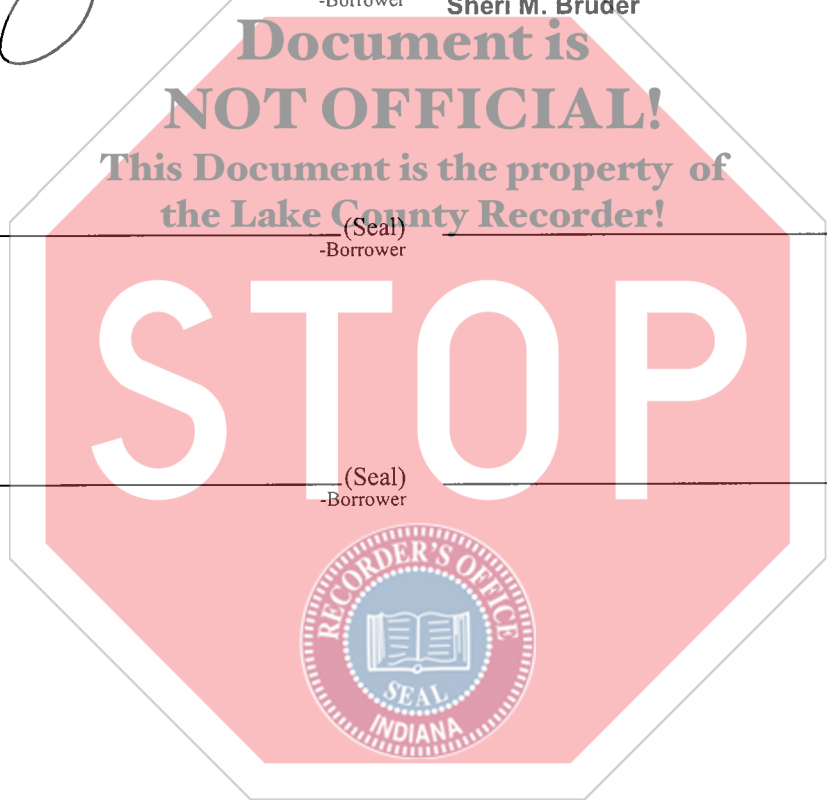 -Borrower Sheri M. Bruder
Document is
NOT OFFICIAL!
This Document is the property of
the Lake County Recorder!
(Seal)
-Borrower
STOP
(Seal)
-Borrower
RECORDER'S OFFICE
SEAL
INDIANA